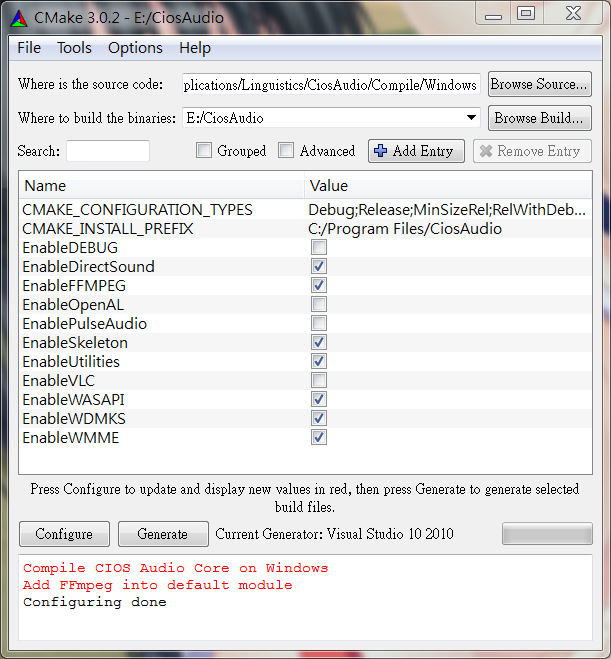 CMake 3.0.2 - E:/CiosAudio
File Tools Options Help
Where is the source code: plications/Linguistics/CiosAudio/Compile/Windows Browse Source...
Where to build the binaries: E:/CiosAudio Browse Build...
Search: Grouped Advanced Add Entry Remove Entry
Name Value
CMAKE_CONFIGURATION_TYPES Debug;Release;MinSizeRel;RelWithDeb...
CMAKE_INSTALL_PREFIX C:/Program Files/CiosAudio
EnableDEBUG
EnableDirectSound
EnableFFMPEG
EnableOpenAL
EnablePulseAudio
EnableSkeleton
EnableUtilities
EnableVLC
EnableWASAPI
EnableWDMKS
EnableWMME
Press Configure to update and display new values in red, then press Generate to generate selected
build files.
Configure Generate Current Generator: Visual Studio 10 2010
Compile CIOS Audio Core on Windows
Add FFmpeg into default module
Configuring done